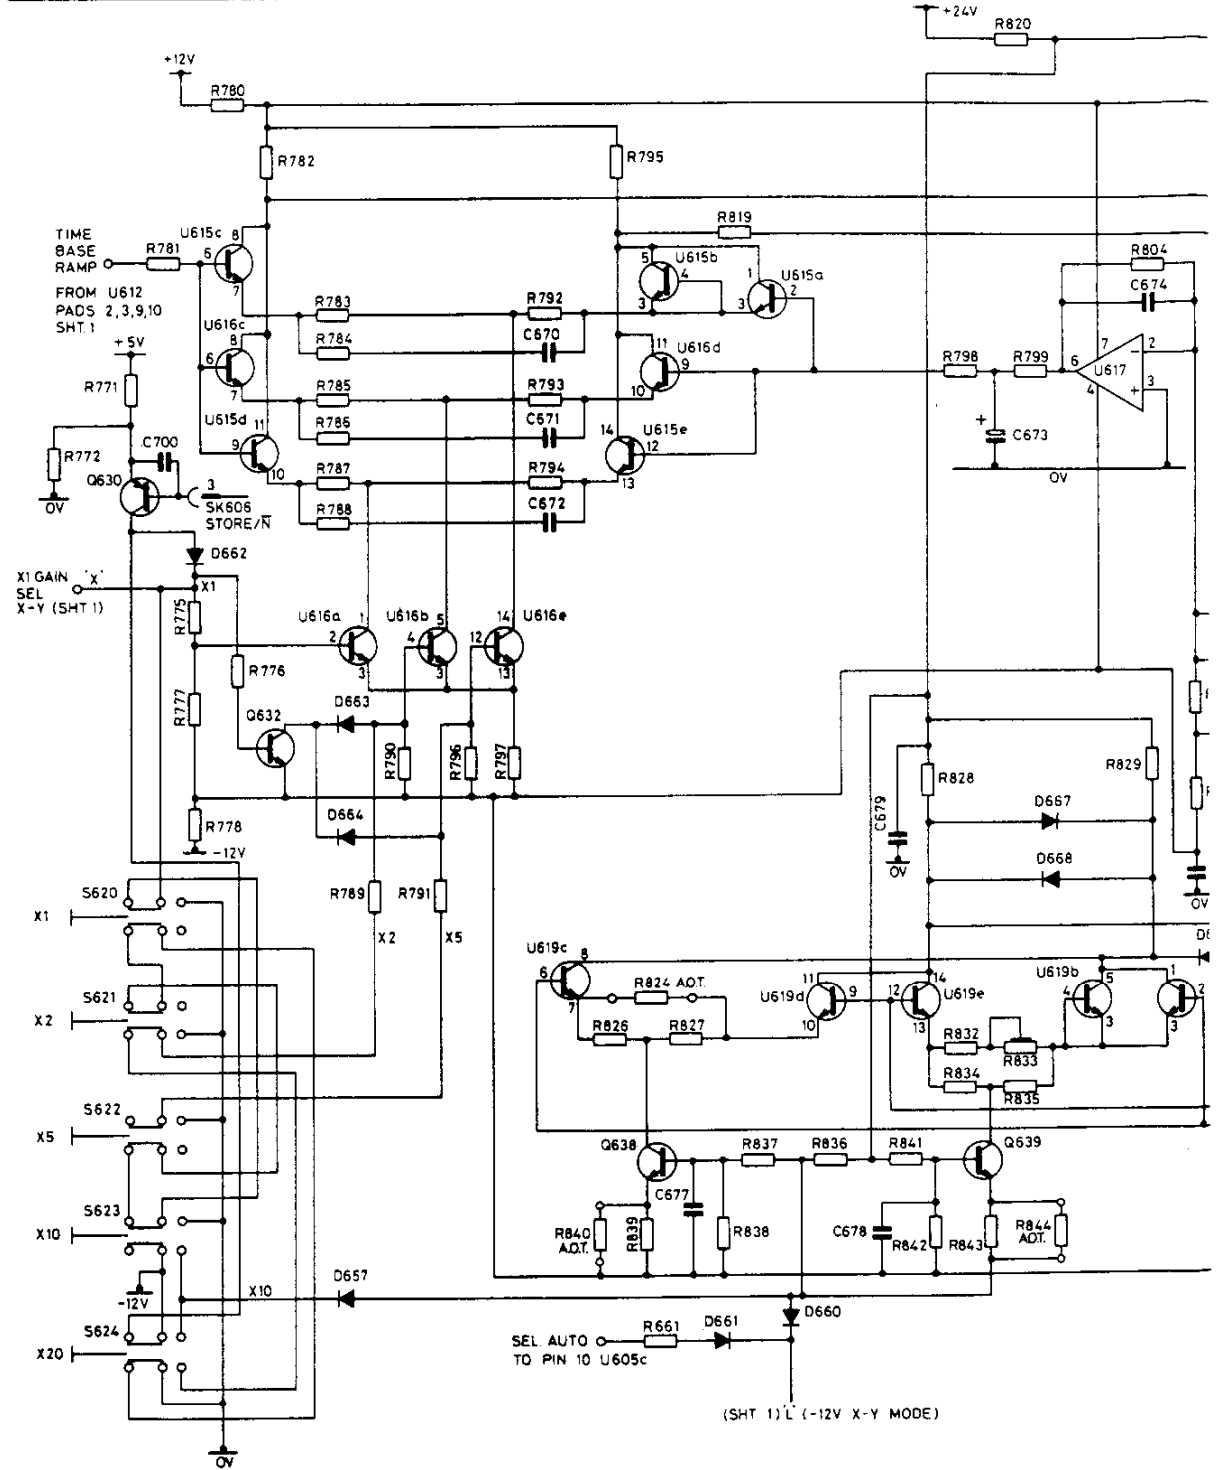 +24V
R820
+12V
R780
R782
R795
R819
TIME
BASE
RAMP
R781
U615c
8
6
7
FROM U612
PADS 2,3,9,10
SHT.1
U615b
5
4
3
U615a
1
2
3
R804
C674
R783
R792
U616c
8
6
7
R784
C670
U616d
11
9
10
R798
R799
6
7
2
U617
4
3
−
+
+5V
R771
R785
R793
U615d
11
9
10
R786
C671
U615e
14
12
13
+
C673
0V
R772
0V
C700
Q630
3
SK606
STORE/N̅
R787
R794
R788
C672
D662
X1 GAIN 'X'
SEL
X-Y (SHT 1)
X1
R775
U616a
1
2
3
U616b
5
4
3
U616e
14
12
13
R776
R777
D663
Q632
R790
R796
R797
R828
R829
D664
R778
-12V
C679
0V
D667
D668
0V
S620
X1
R789
R791
X2
X5
U619c
8
6
7
R824 A.O.T.
U619d
11
9
10
14
12
U619e
13
U619b
5
4
3
1
2
3
S621
X2
R826
R827
R832
R833
R834
R835
S622
X5
Q638
R837
R836
R841
Q639
C677
S623
X10
R840
A.O.T.
R839
R838
C678
R842
R843
R844
A.O.T.
-12V
X10
D657
S624
X20
D660
SEL. AUTO
R661
D661
TO PIN 10 U605c
(SHT 1) 'L' (-12V X-Y MODE)
0V